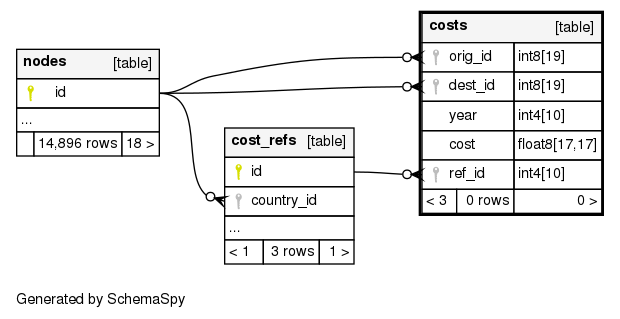 nodes [table]
id
...
14,896 rows 18 >
cost_refs [table]
id
country_id
...
< 1 3 rows 1 >
costs [table]
orig_id int8[19]
dest_id int8[19]
year int4[10]
cost float8[17,17]
ref_id int4[10]
< 3 0 rows 0 >
Generated by SchemaSpy